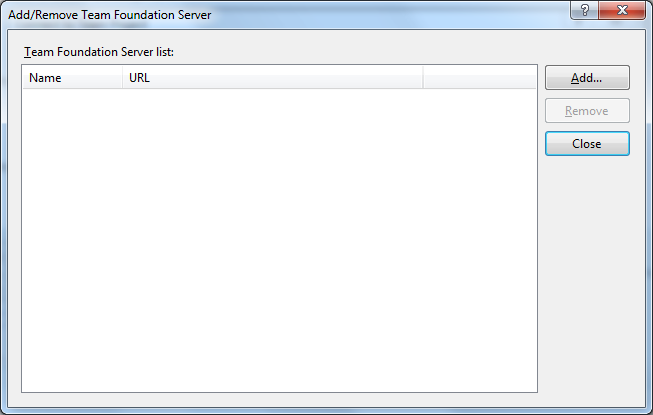 Add/Remove Team Foundation Server
?
Team Foundation Server list:
Name URL
Add...
Remove
Close